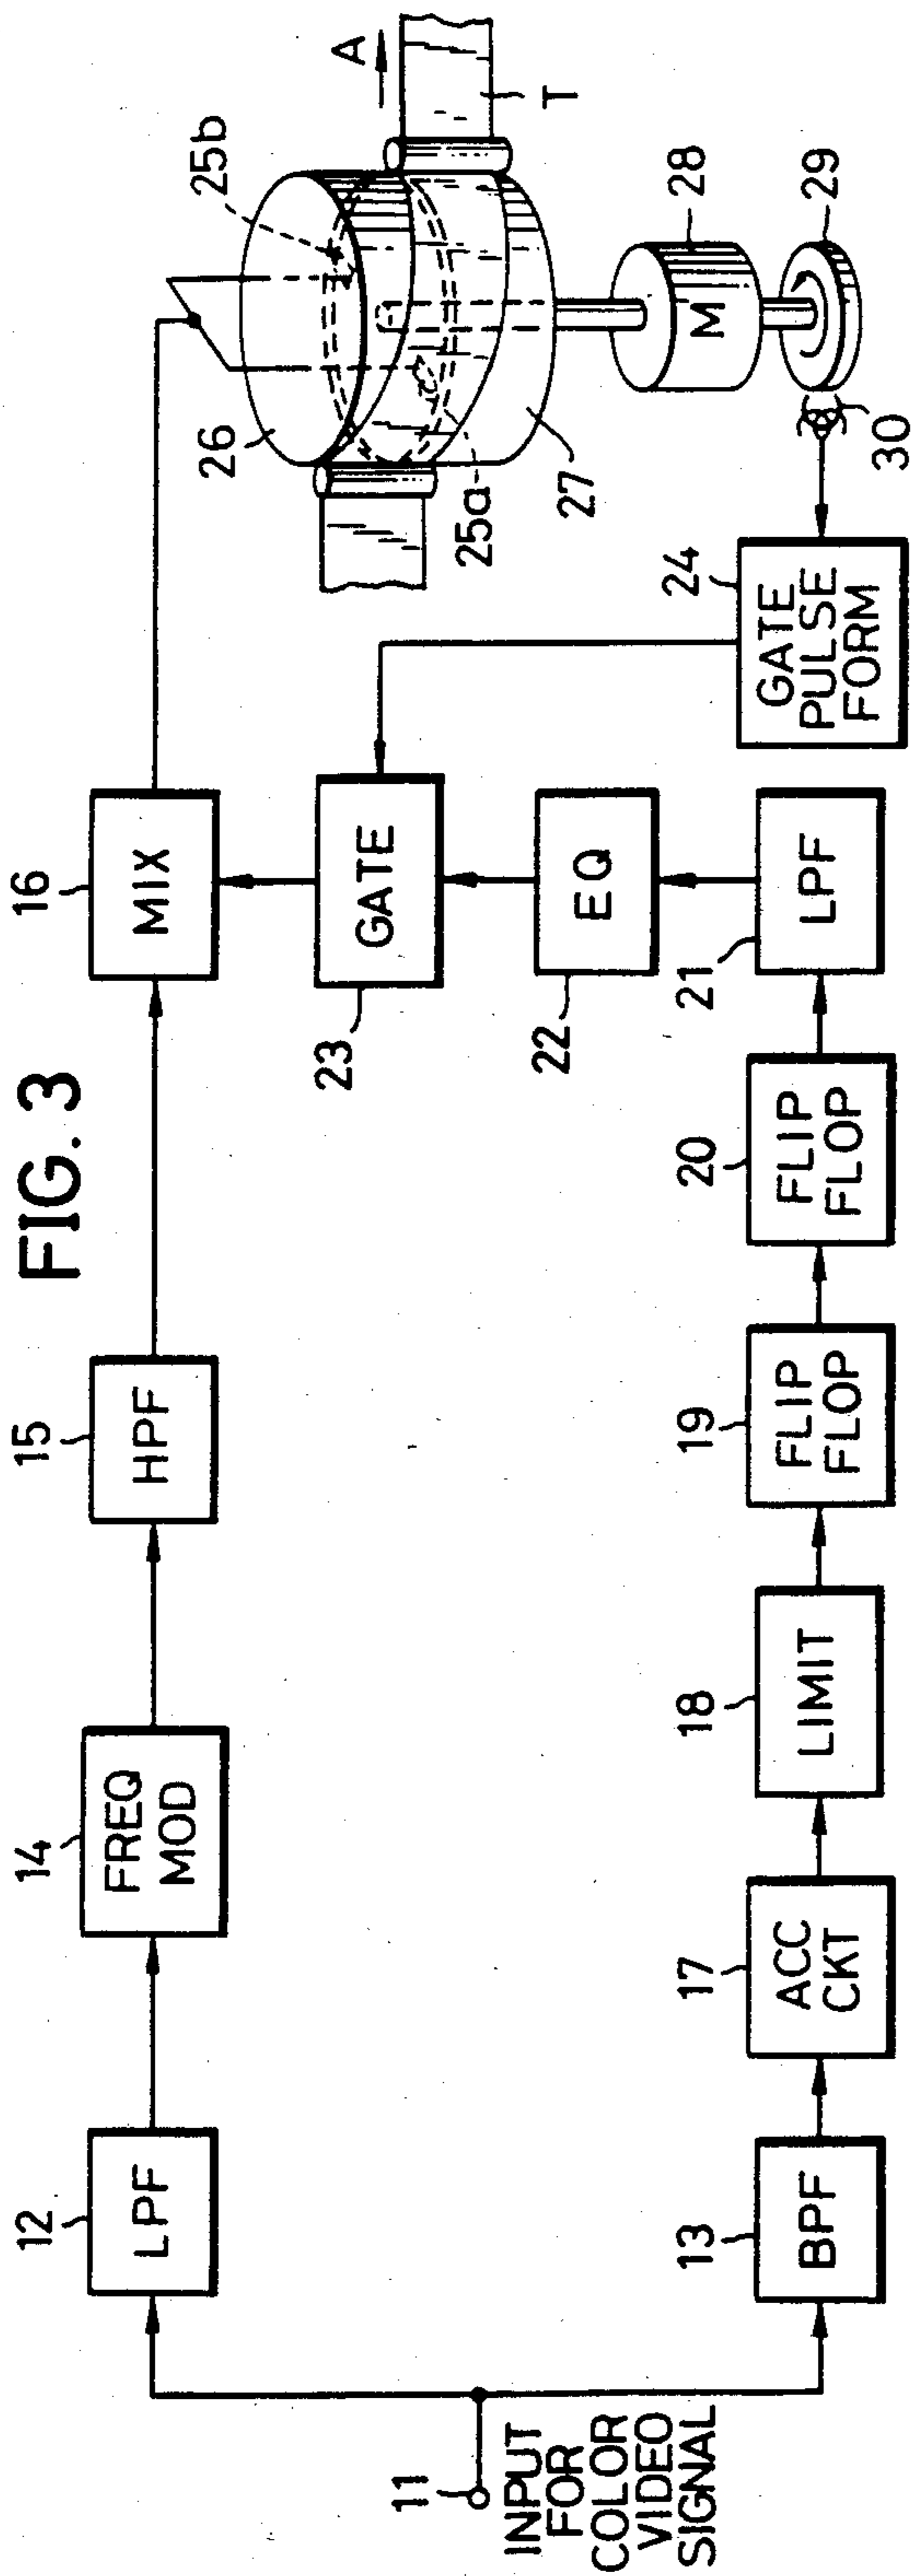 FIG. 3
11
INPUT
FOR
COLOR
VIDEO
SIGNAL
12
LPF
14
FREQ
MOD
15
HPF
16
MIX
13
BPF
17
ACC
CKT
18
LIMIT
19
FLIP
FLOP
20
FLIP
FLOP
21
LPF
22
EQ
23
GATE
24
GATE
PULSE
FORM
25a
25b
26
27
A
T
28
M
29
30